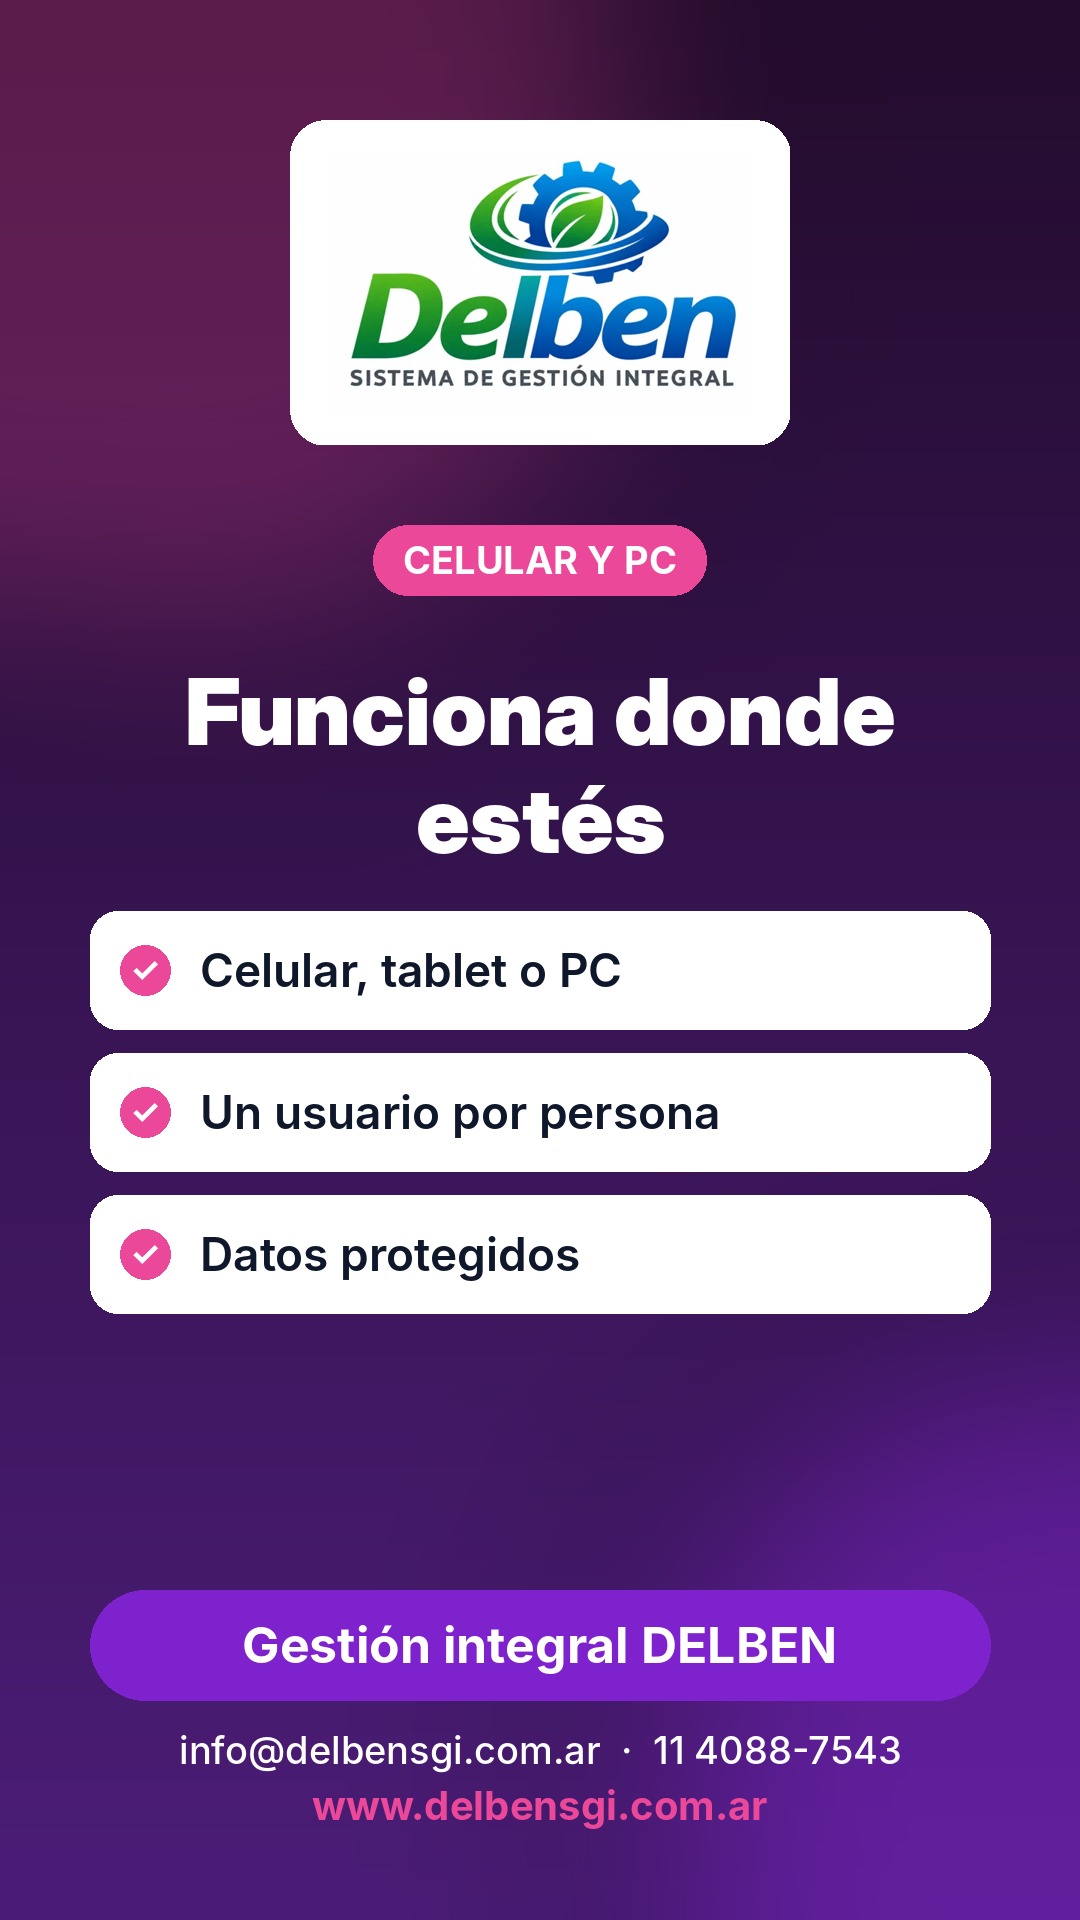 Delben
SISTEMA DE GESTIÓN INTEGRAL
CELULAR Y PC
Funciona donde
estés
Celular, tablet o PC
Un usuario por persona
Datos protegidos
Gestión integral DELBEN
info@delbensgi.com.ar · 11 4088-7543
www.delbensgi.com.ar